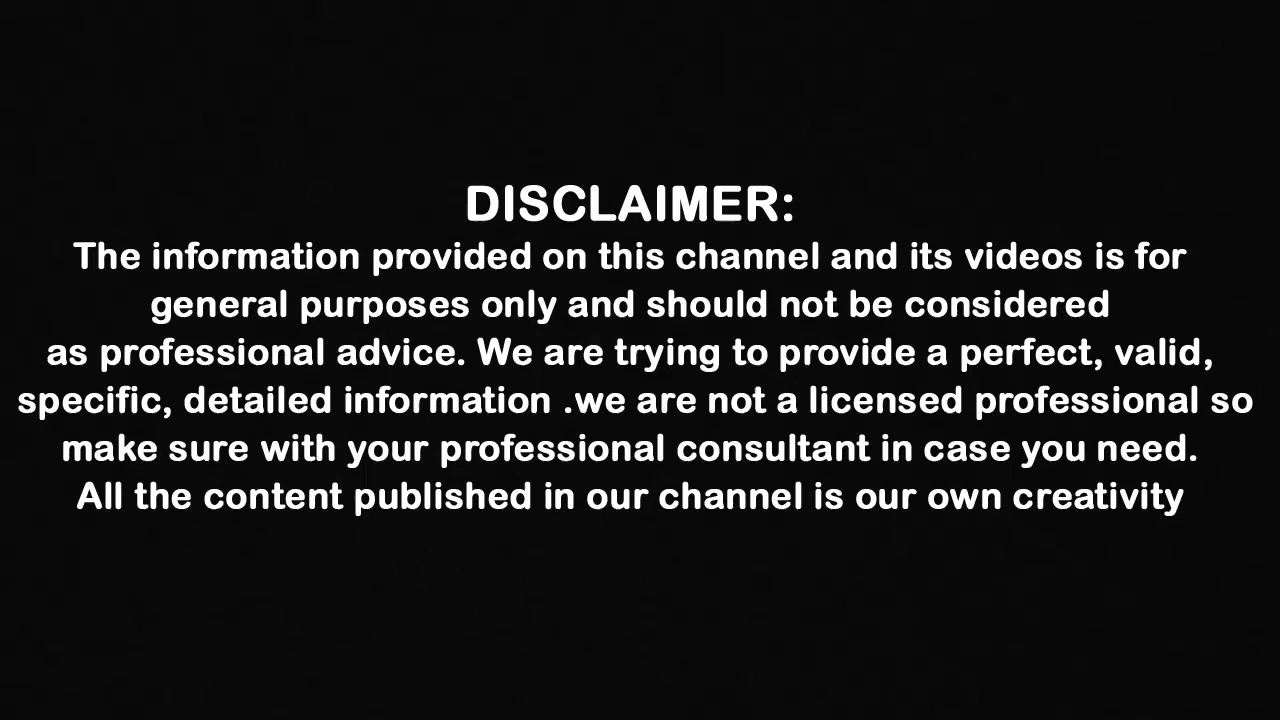 DISCLAIMER:
The information provided on this channel and its videos is for
general purposes only and should not be considered
as professional advice. We are trying to provide a perfect, valid,
specific, detailed information .we are not a licensed professional so
make sure with your professional consultant in case you need.
All the content published in our channel is our own creativity